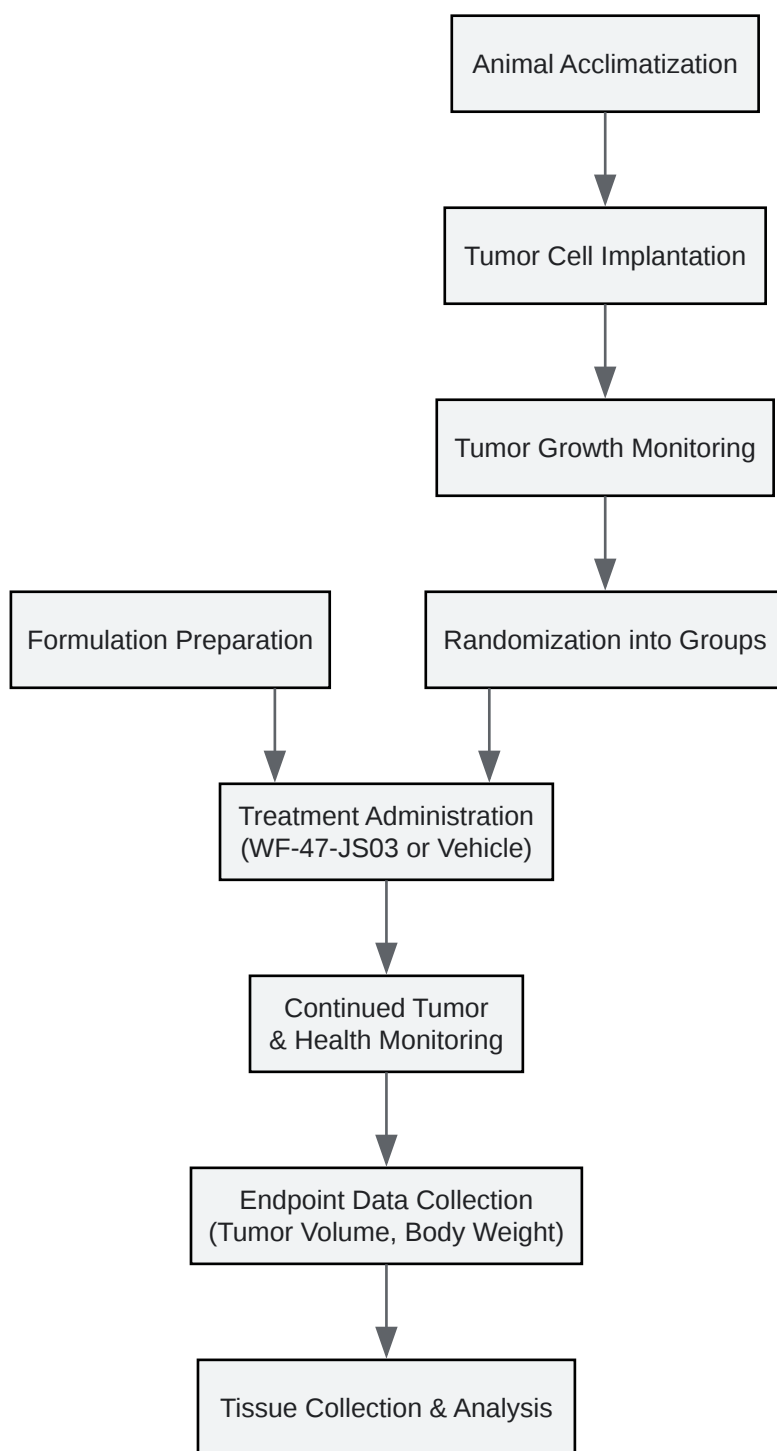 Animal Acclimatization
Tumor Cell Implantation
Tumor Growth Monitoring
Formulation Preparation
Randomization into Groups
Treatment Administration
(WF-47-JS03 or Vehicle)
Continued Tumor
& Health Monitoring
Endpoint Data Collection
(Tumor Volume, Body Weight)
Tissue Collection & Analysis